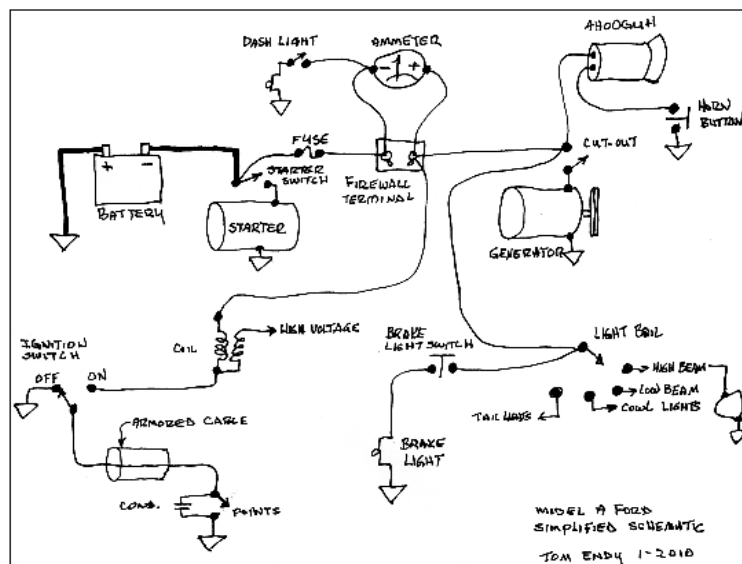 DASH LIGHT
AMMETER
- +
AHOOGUH
HORN
BUTTON
FUSE
CUT-OUT
+ -
STARTER
SWITCH
FIREWALL
TERMINAL
BATTERY
STARTER
GENERATOR
COIL
HIGH VOLTAGE
BRAKE
LIGHT SWITCH
LIGHT BAIL
IGNITION
SWITCH
OFF
ON
HIGH BEAM
LOW BEAM
COWL LIGHTS
TAIL LIGHTS
ARMORED CABLE
BRAKE
LIGHT
COND.
POINTS
MODEL A FORD
SIMPLIFIED SCHEMATIC
TOM ENDY 1-2010